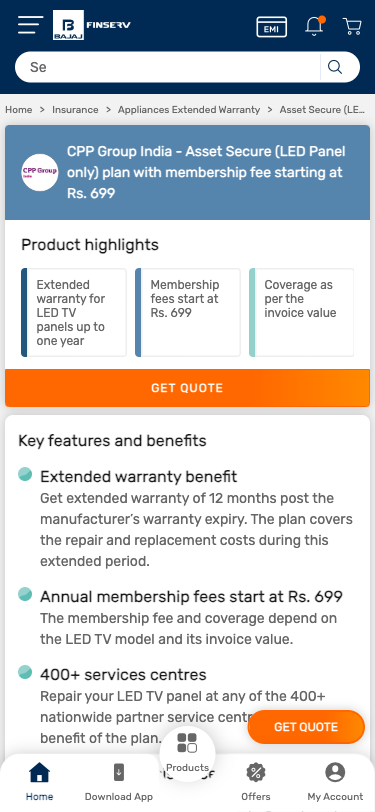 BAJAJ
FINSERV
EMI
Se
Home > Insurance > Appliances Extended Warranty > Asset Secure (LE...
CPP Group
India
CPP Group India - Asset Secure (LED Panel
only) plan with membership fee starting at
Rs. 699
Product highlights
Extended
warranty for
LED TV
panels up to
one year
Membership
fees start at
Rs. 699
Coverage as
per the
invoice value
GET QUOTE
Key features and benefits
Extended warranty benefit
Get extended warranty of 12 months post the
manufacturer's warranty expiry. The plan covers
the repair and replacement costs during this
extended period.
Annual membership fees start at Rs. 699
The membership fee and coverage depend on
the LED TV model and its invoice value.
400+ services centres
Repair your LED TV panel at any of the 400+
nationwide partner service
benefit of the plan.
GET QUOTE
Home
Download App
Products
Offers
My Account